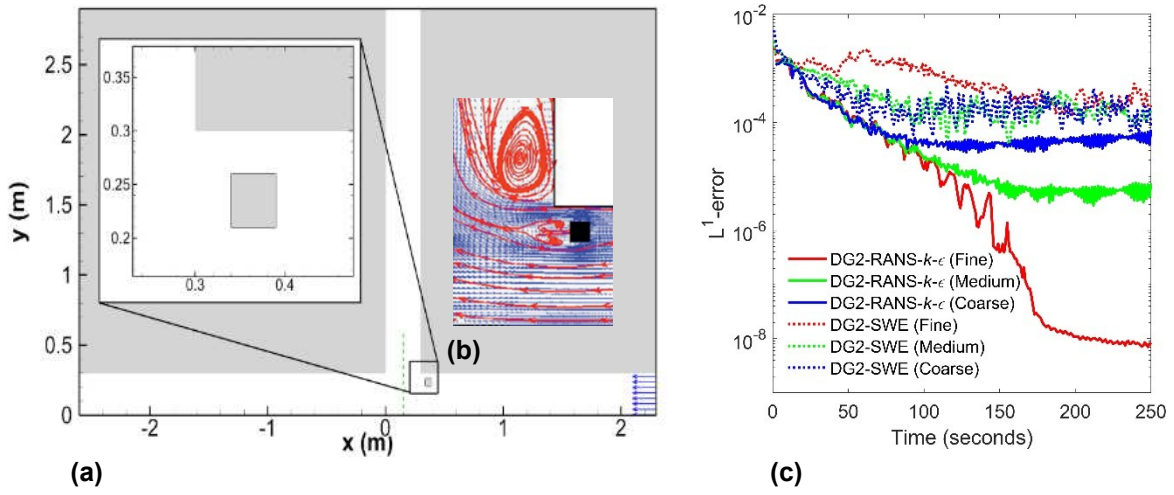 2.5
2
1.5
1
0.5
0
y (m)
-2
-1
0
1
2
x (m)
0.35
0.3
0.25
0.2
0.3
0.4
(b)
(a)
10-2
10-4
10-6
10-8
L1-error
DG2-RANS-k-ϵ (Fine)
DG2-RANS-k-ϵ (Medium)
DG2-RANS-k-ϵ (Coarse)
DG2-SWE (Fine)
DG2-SWE (Medium)
DG2-SWE (Coarse)
0
50
100
150
200
250
Time (seconds)
(c)